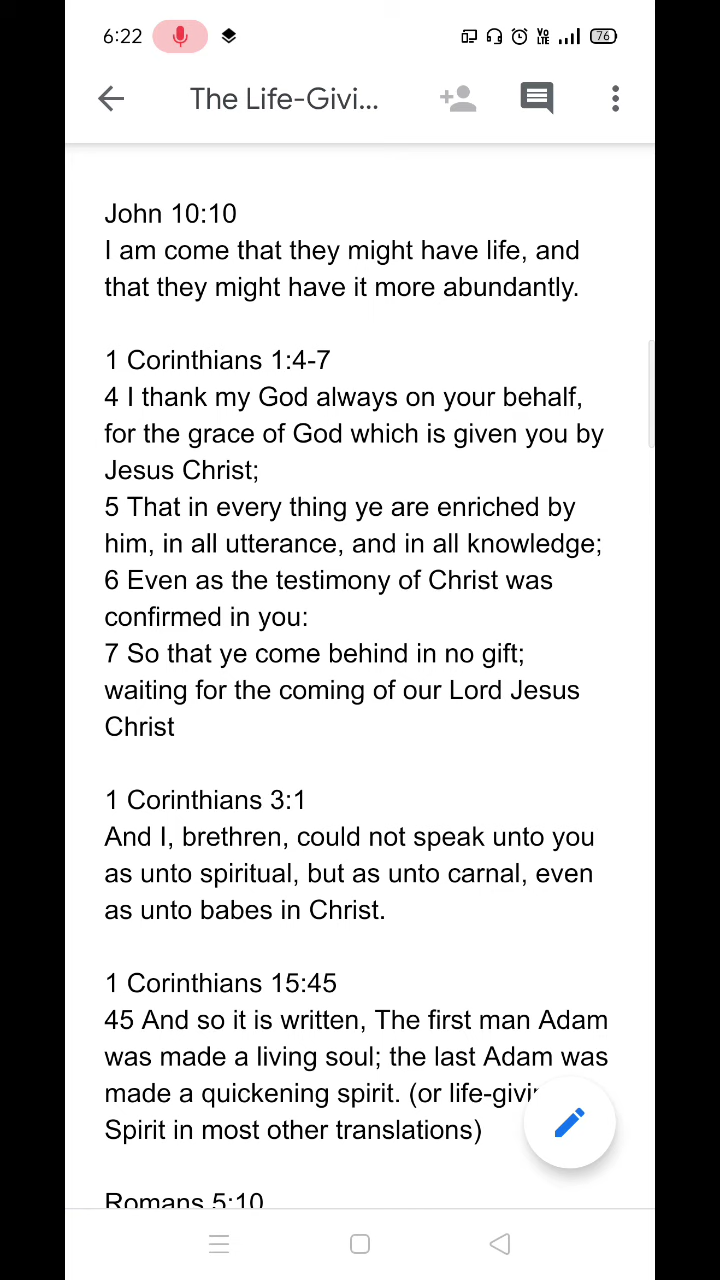 6:22
VO
LTE
76
The Life-Givi...
John 10:10
I am come that they might have life, and
that they might have it more abundantly.
1 Corinthians 1:4-7
4 I thank my God always on your behalf,
for the grace of God which is given you by
Jesus Christ;
5 That in every thing ye are enriched by
him, in all utterance, and in all knowledge;
6 Even as the testimony of Christ was
confirmed in you:
7 So that ye come behind in no gift;
waiting for the coming of our Lord Jesus
Christ
1 Corinthians 3:1
And I, brethren, could not speak unto you
as unto spiritual, but as unto carnal, even
as unto babes in Christ.
1 Corinthians 15:45
45 And so it is written, The first man Adam
was made a living soul; the last Adam was
made a quickening spirit. (or
Spirit in most other translations)
Romans 5:10